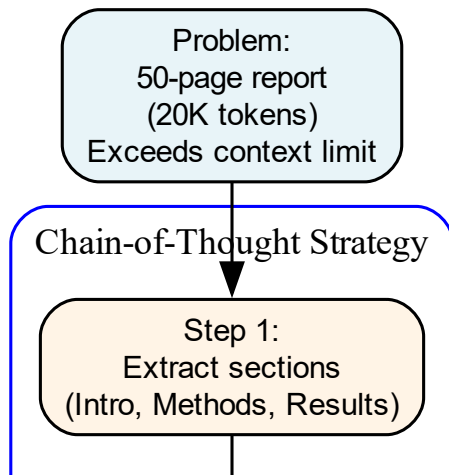 Problem:
50-page report
(20K tokens)
Exceeds context limit
Chain-of-Thought Strategy
Step 1:
Extract sections
(Intro, Methods, Results)